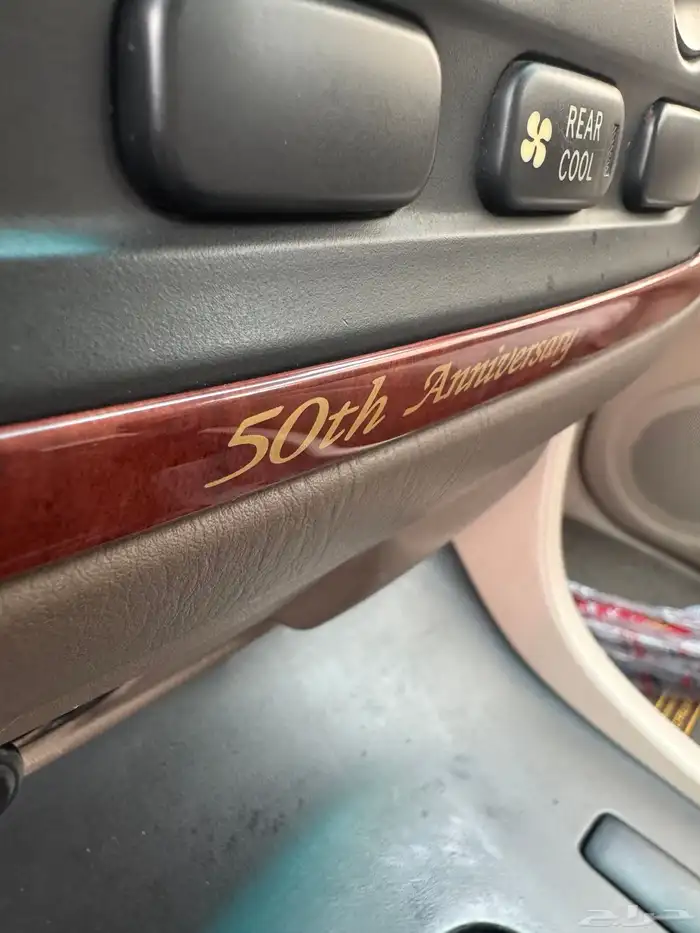 REAR
COOL
50th Anniversary
حراج